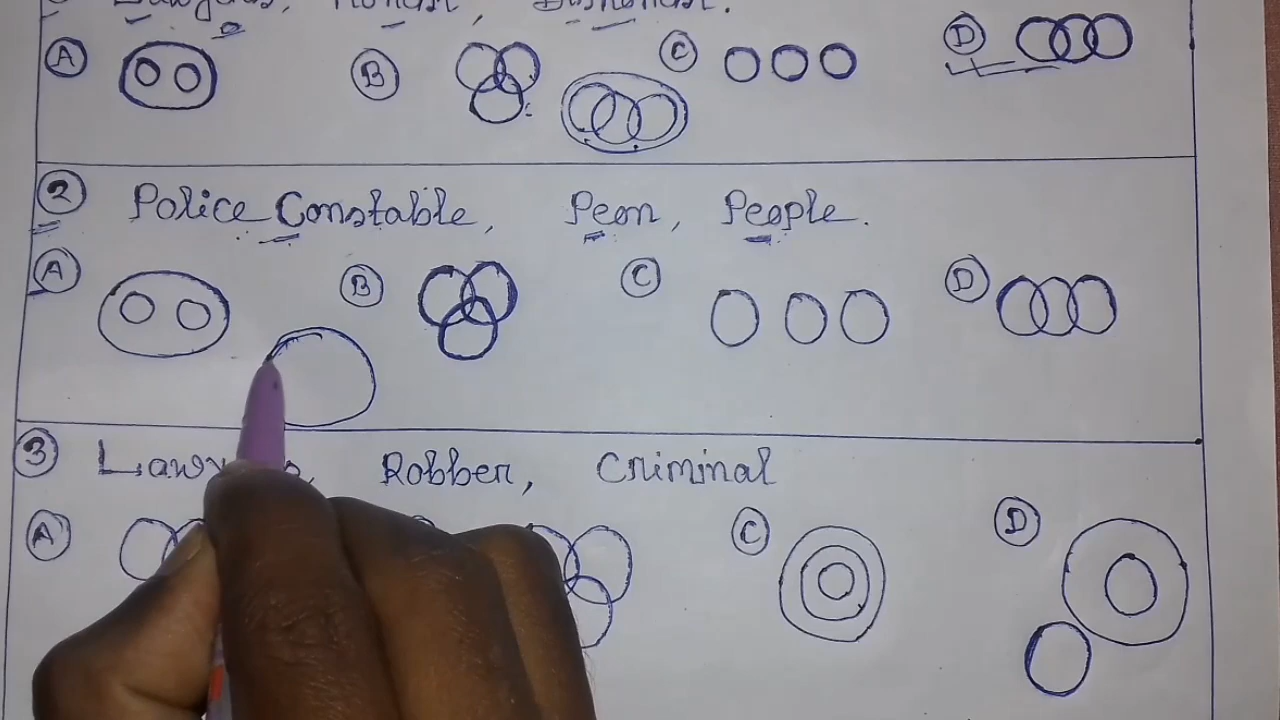 A B C D
2 Police Constable, Peon, People.
A B C D
3 Robber, Criminal
A C D